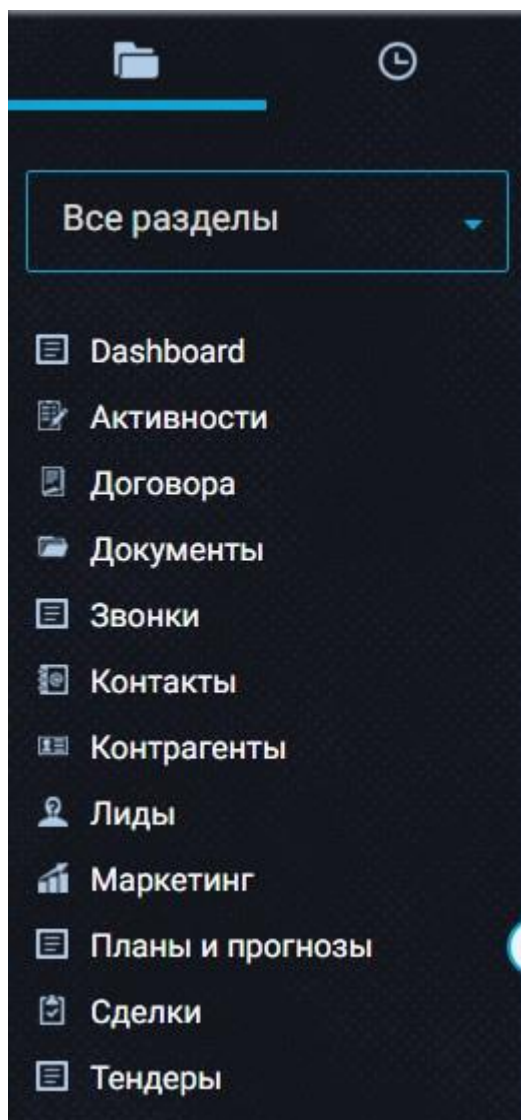 Все разделы
Dashboard
Активности
Договора
Документы
Звонки
Контакты
Контрагенты
Лиды
Маркетинг
Планы и прогнозы
Сделки
Тендеры